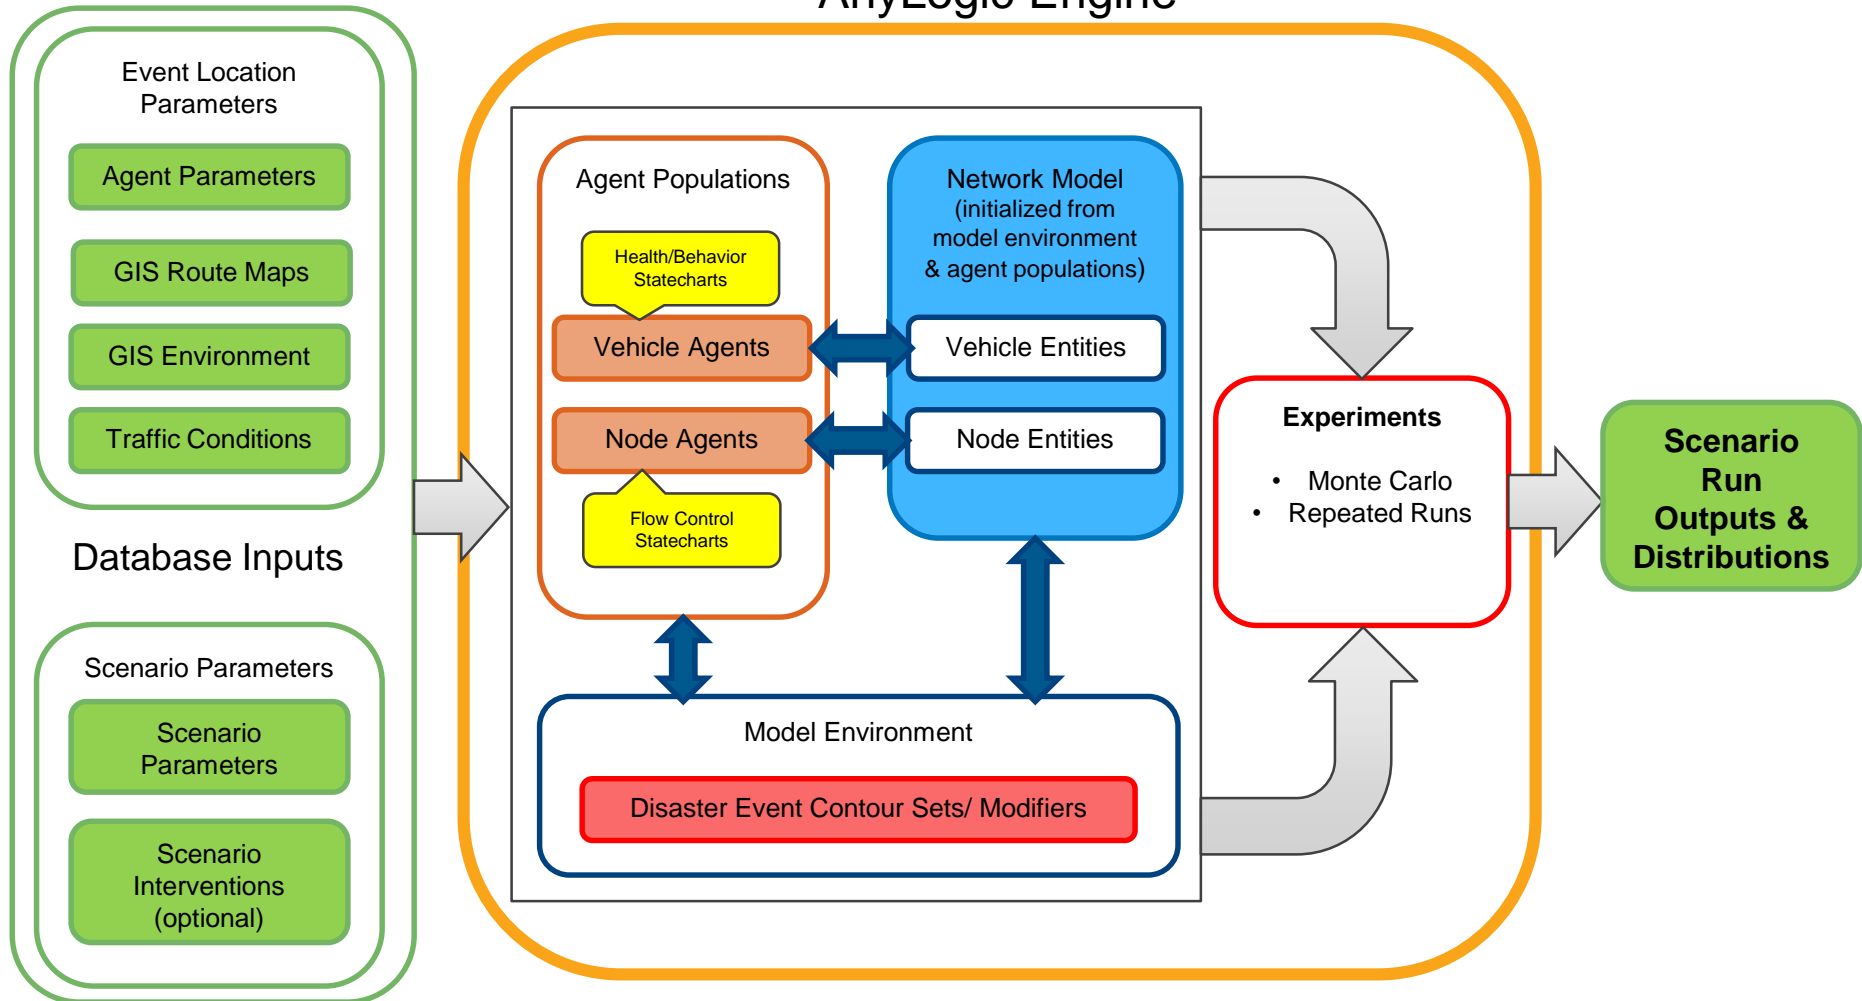 AnyLogic Engine
Event Location
Parameters
Agent Parameters
GIS Route Maps
GIS Environment
Traffic Conditions
Database Inputs
Scenario Parameters
Scenario
Parameters
Scenario
Interventions
(optional)
Agent Populations
Health/Behavior
Statecharts
Vehicle Agents
Node Agents
Flow Control
Statecharts
Network Model
(initialized from
model environment
& agent populations)
Vehicle Entities
Node Entities
Model Environment
Disaster Event Contour Sets/ Modifiers
Experiments
• Monte Carlo
• Repeated Runs
Scenario
Run
Outputs &
Distributions